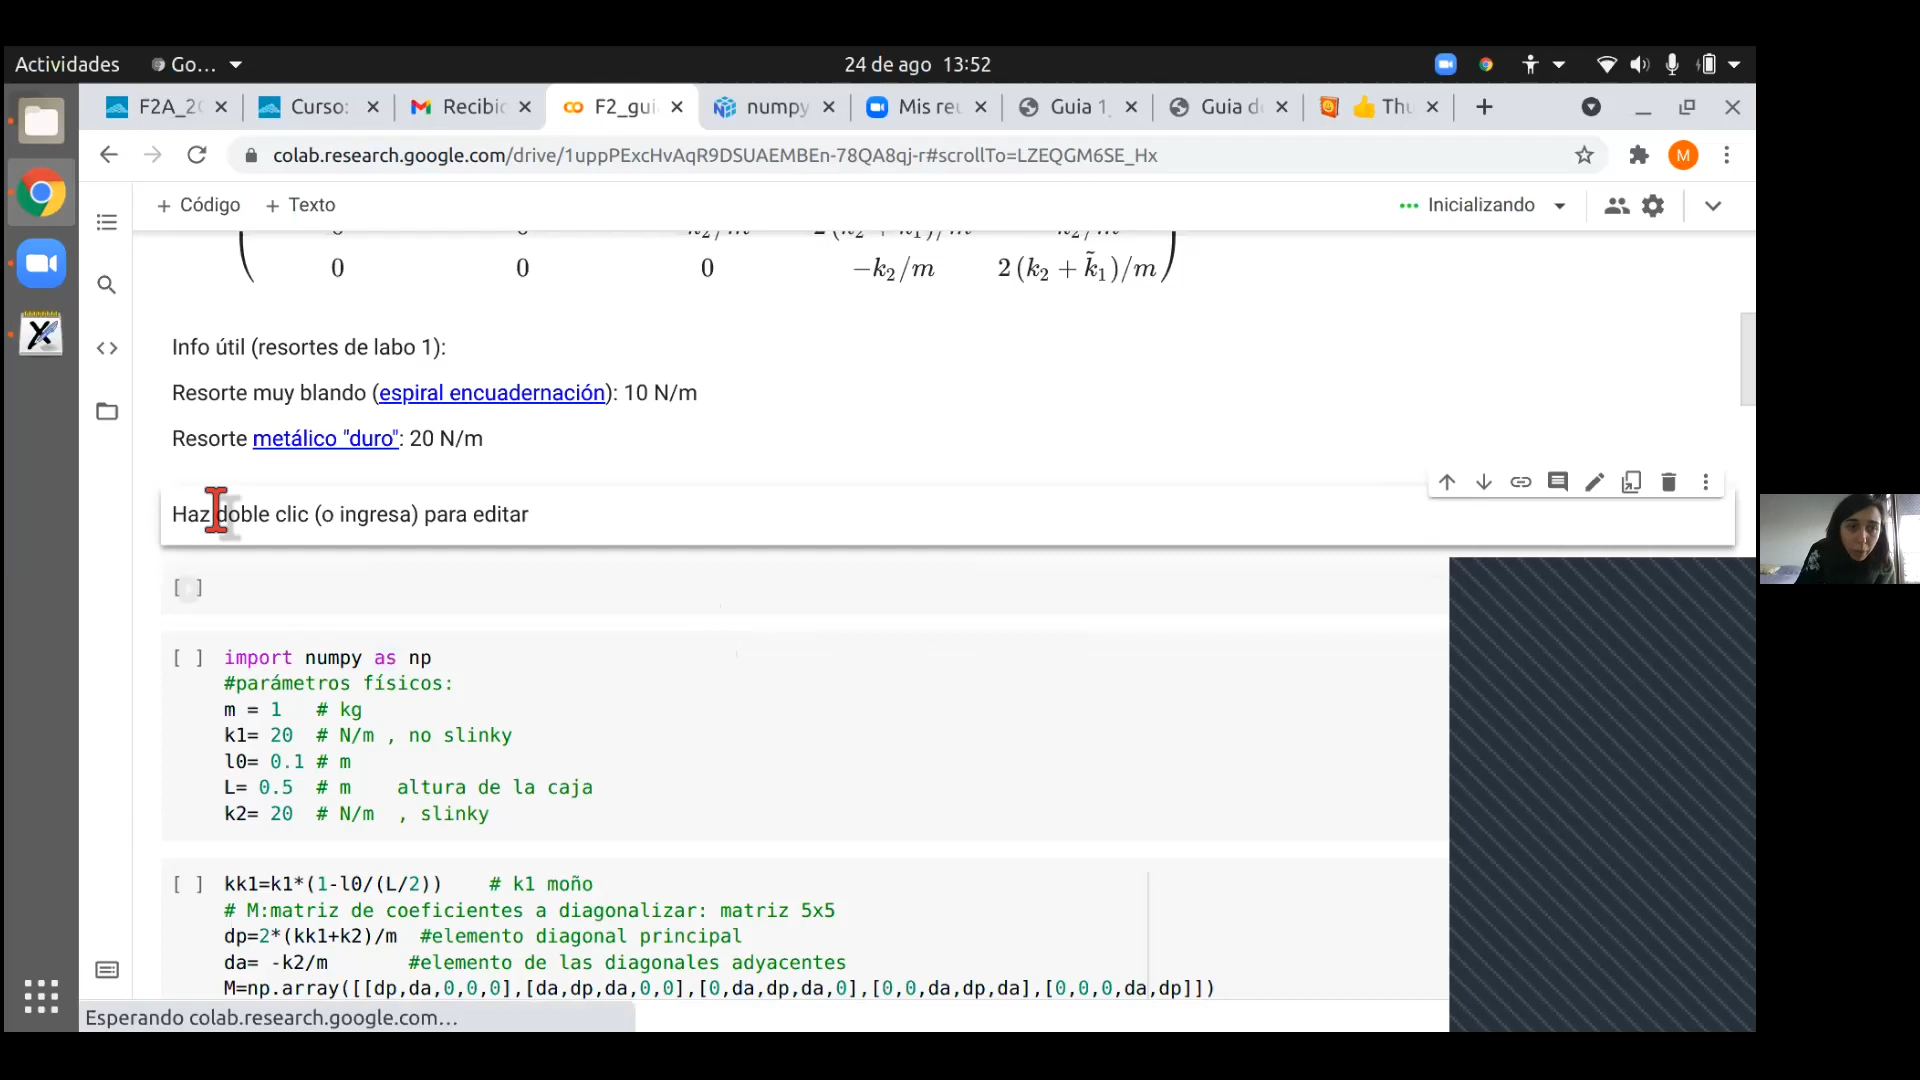 Actividades
Go...
24 de ago 13:52
F2A_20
Curso:
Recibid
F2_gui
numpy
Mis reu
Guia 1_
Guia de
👍 Thu
colab.research.google.com/drive/1uppPExcHvAqR9DSUAEMBEn-78QA8qj-r#scrollTo=LZEQGM6SE_Hx
M
+ Código
+ Texto
Inicializando
0 0 0 −k₂/m 2(k₂ + k̃₁)/m
Info útil (resortes de labo 1):
Resorte muy blando (espiral encuadernación): 10 N/m
Resorte metálico "duro": 20 N/m
Haz doble clic (o ingresa) para editar
[ ]
[ ] import numpy as np
#parámetros físicos:
m = 1 # kg
k1= 20 # N/m , no slinky
l0= 0.1 # m
L= 0.5 # m altura de la caja
k2= 20 # N/m , slinky
[ ] kk1=k1*(1-l0/(L/2)) # k1 moño
# M:matriz de coeficientes a diagonalizar: matriz 5x5
dp=2*(kk1+k2)/m #elemento diagonal principal
da= -k2/m #elemento de las diagonales adyacentes
M=np.array([[dp,da,0,0,0],[da,dp,da,0,0],[0,da,dp,da,0],[0,0,da,dp,da],[0,0,0,da,dp]])
Esperando colab.research.google.com...